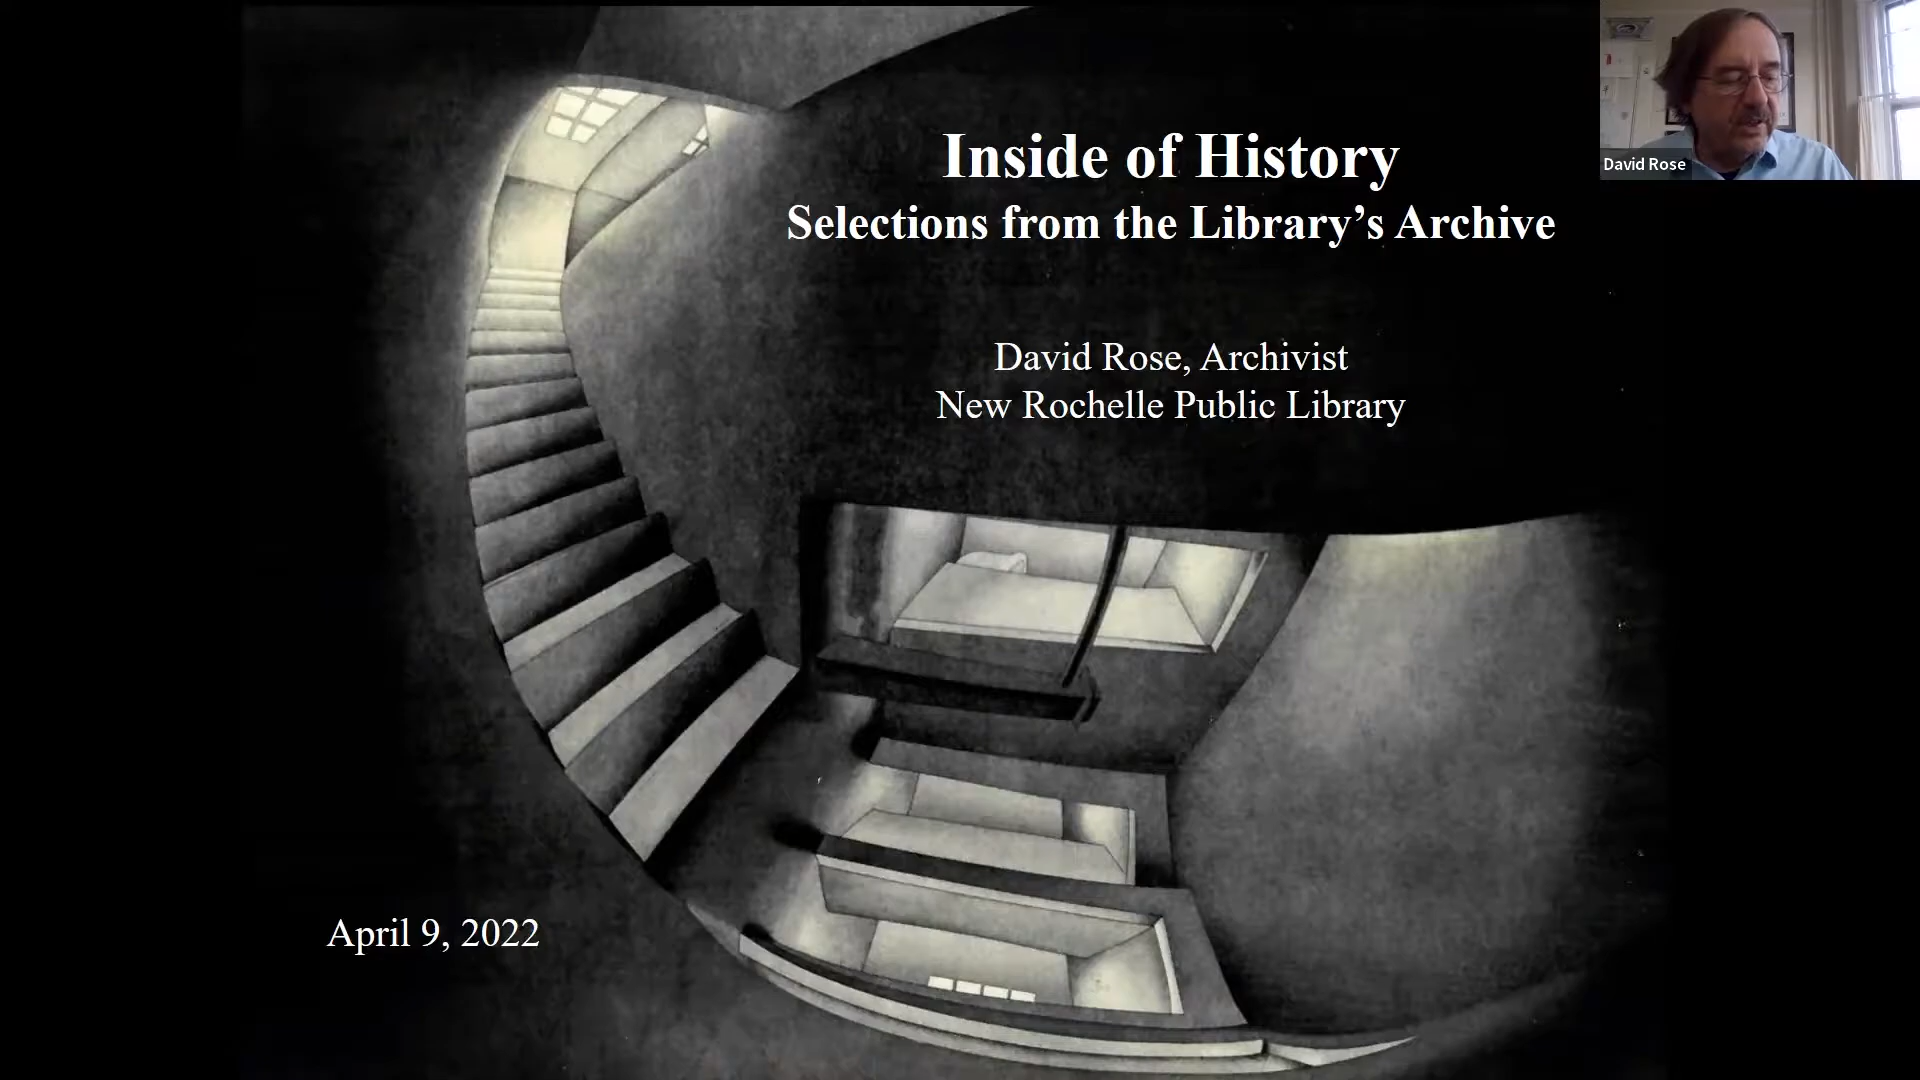 Inside of History
Selections from the Library’s Archive
David Rose, Archivist
New Rochelle Public Library
April 9, 2022
David Rose